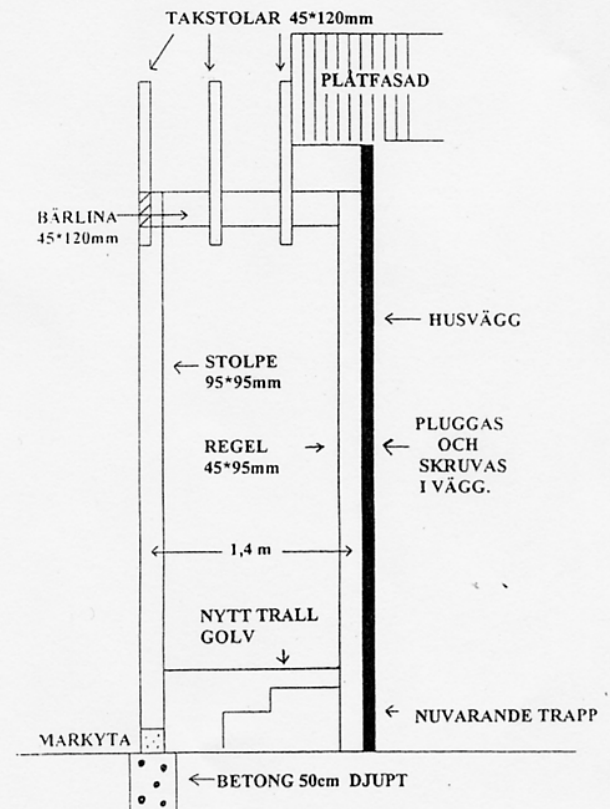 TAKSTOLAR 45*120mm
PLÅTFASAD
BÄRLINA
45*120mm
HUSVÄGG
STOLPE
95*95mm
PLUGGAS
OCH
SKRUVAS
I VÄGG.
REGEL
45*95mm
1,4 m
NYTT TRALL
GOLV
NUVARANDE TRAPP
MARKYTA
BETONG 50cm DJUPT